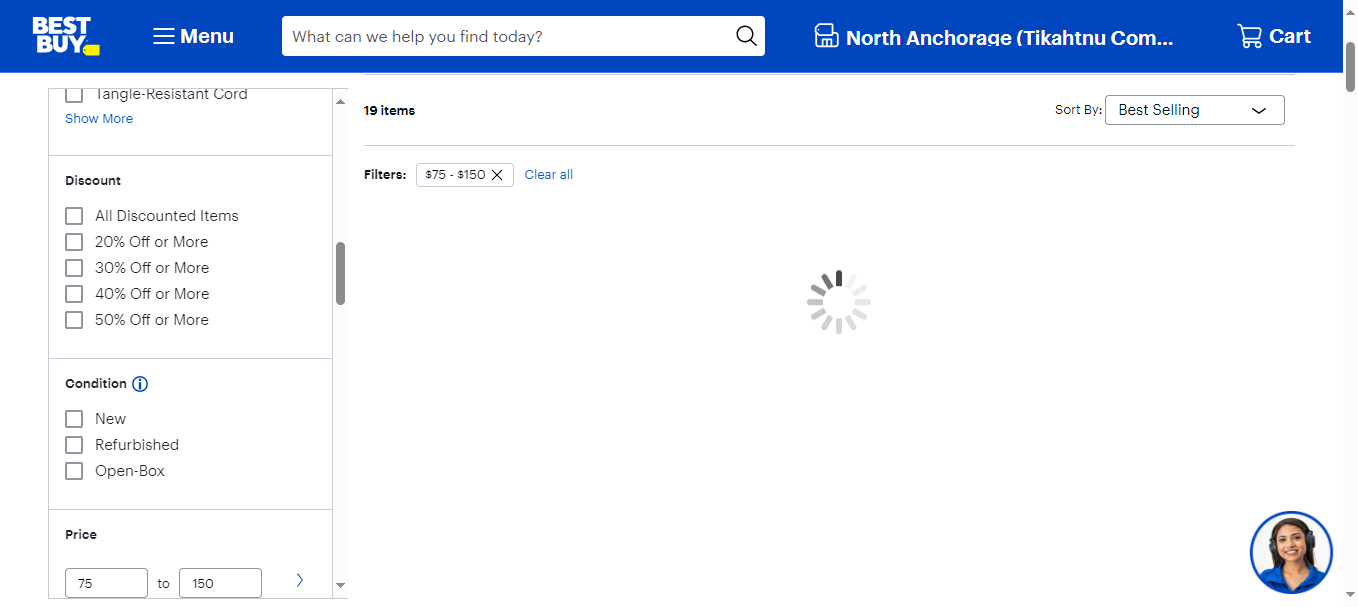 BEST BUY
Menu
What can we help you find today?
North Anchorage (Tikahtnu Com...
Cart
Tangle-Resistant Cord
Show More
Discount
All Discounted Items
20% Off or More
30% Off or More
40% Off or More
50% Off or More
Condition
New
Refurbished
Open-Box
Price
75 to 150
19 items
Sort By: Best Selling
Filters: $75 - $150 Clear all